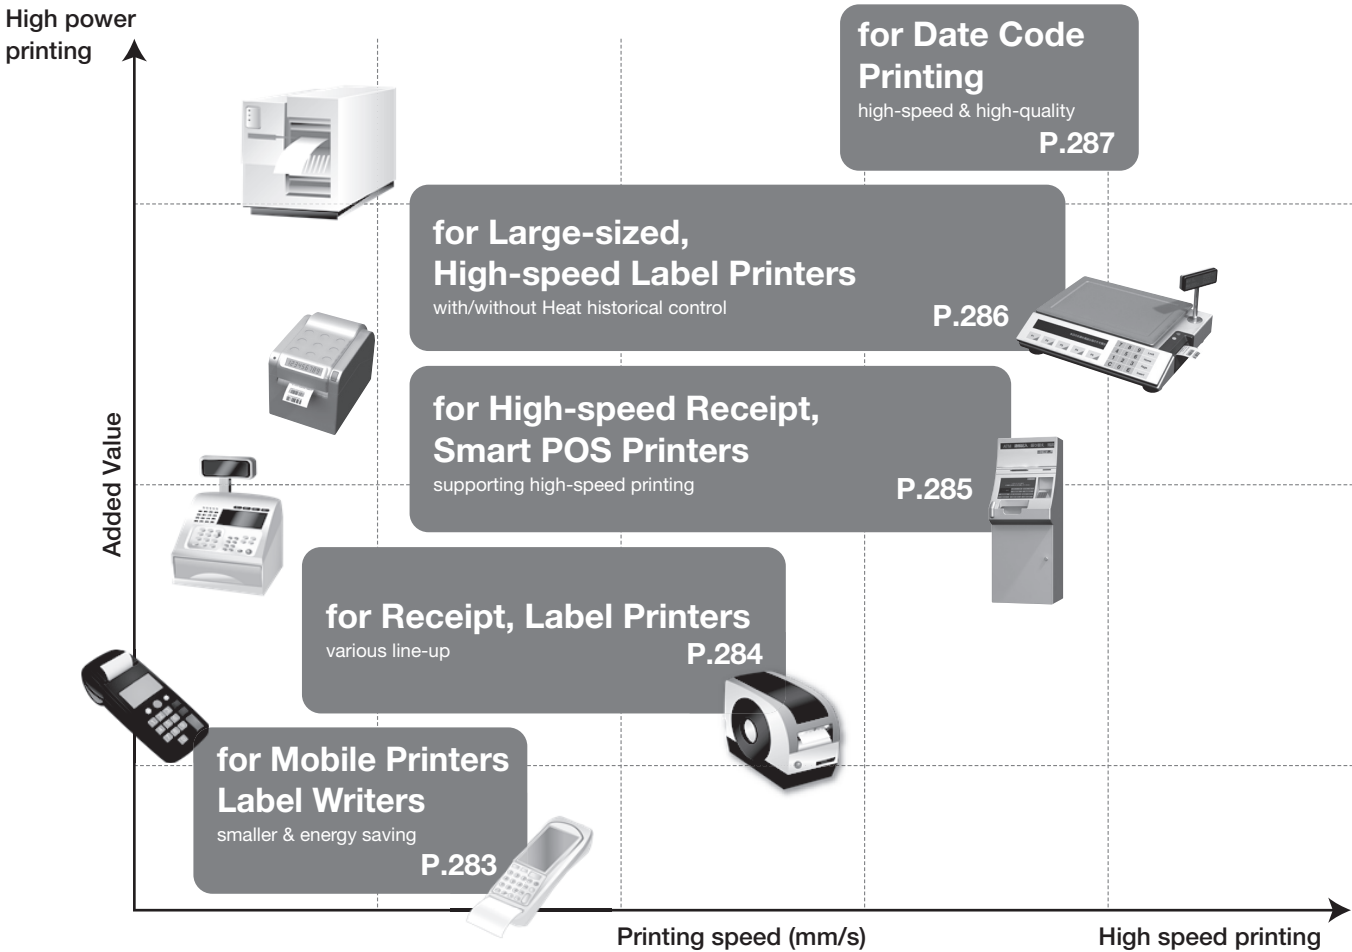 High power
printing
for Date Code
Printing
high-speed & high-quality
P.287
for Large-sized,
High-speed Label Printers
with/without Heat historical control
P.286
for High-speed Receipt,
Smart POS Printers
supporting high-speed printing
P.285
Added Value
for Receipt, Label Printers
various line-up
P.284
for Mobile Printers
Label Writers
smaller & energy saving
P.283
Printing speed (mm/s)
High speed printing